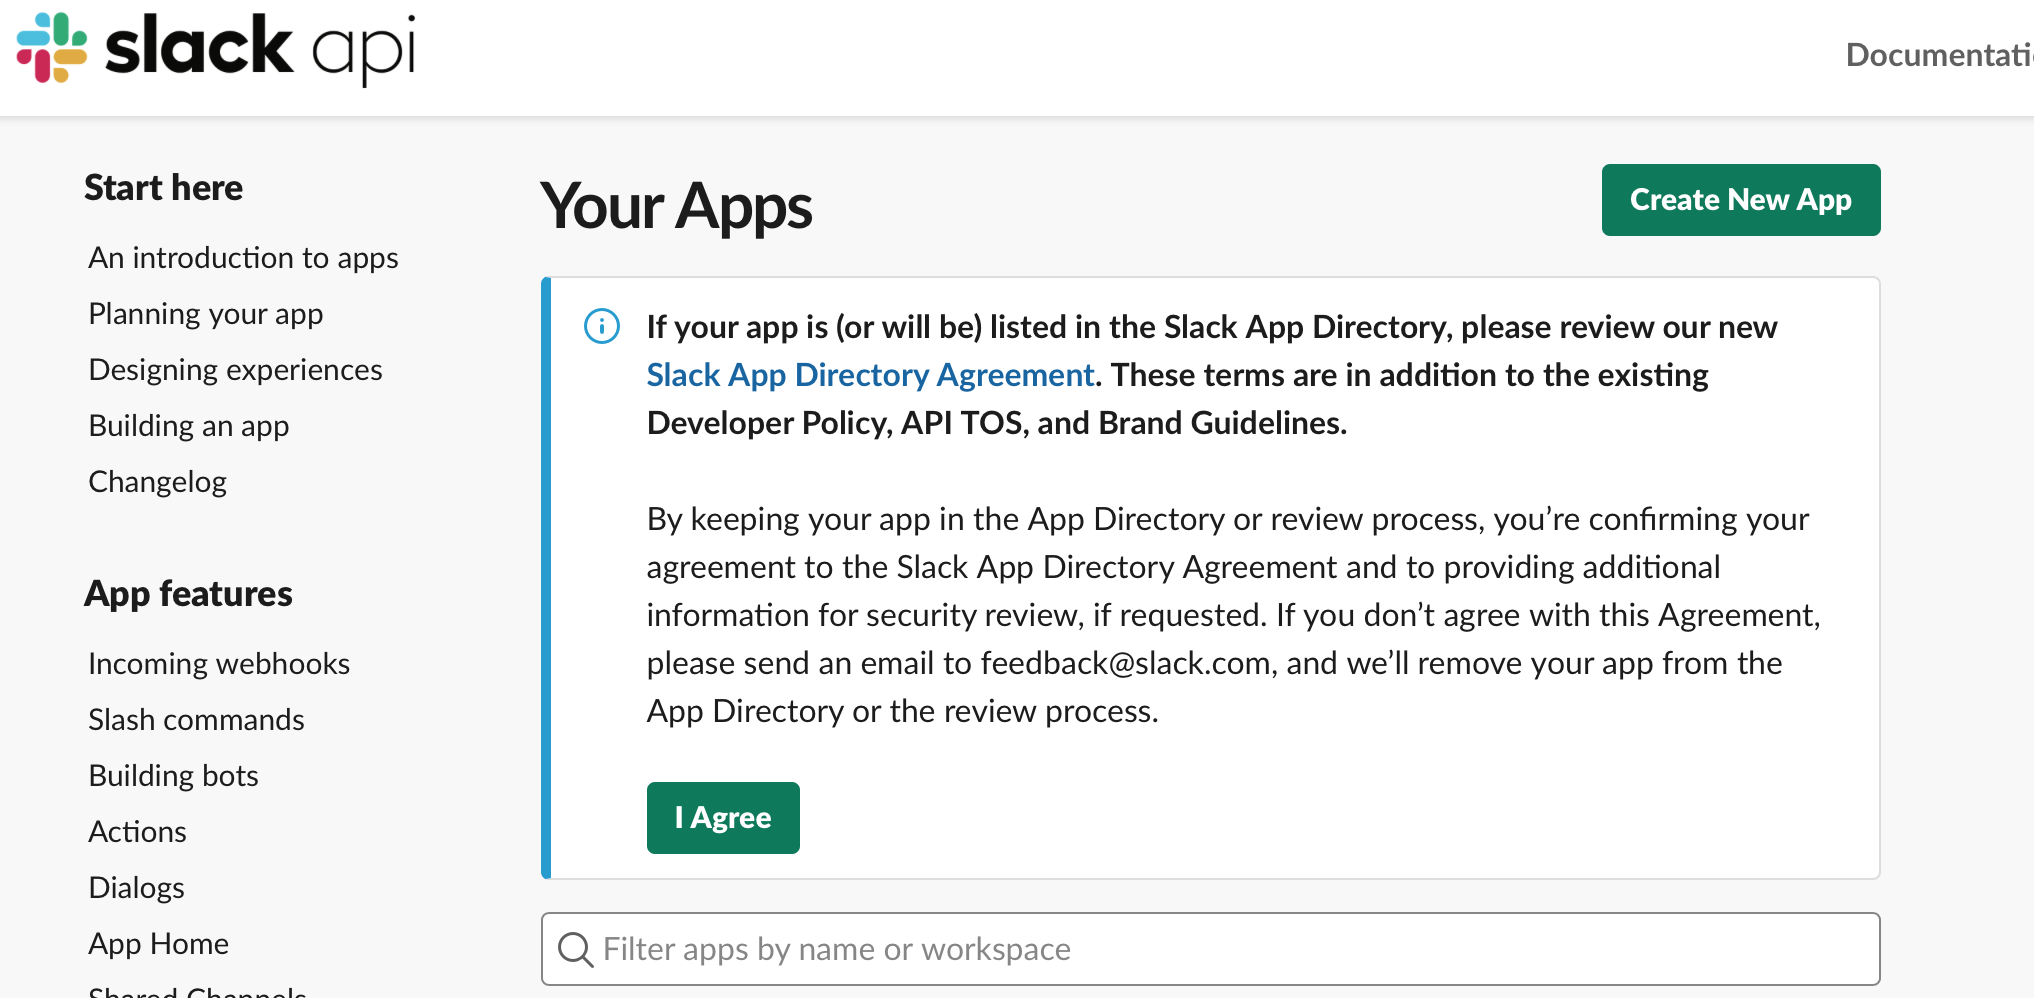 slack api
Documentati
Start here
An introduction to apps
Planning your app
Designing experiences
Building an app
Changelog
App features
Incoming webhooks
Slash commands
Building bots
Actions
Dialogs
App Home
Shared Channels
Your Apps
Create New App
If your app is (or will be) listed in the Slack App Directory, please review our new
Slack App Directory Agreement. These terms are in addition to the existing
Developer Policy, API TOS, and Brand Guidelines.
By keeping your app in the App Directory or review process, you’re confirming your
agreement to the Slack App Directory Agreement and to providing additional
information for security review, if requested. If you don’t agree with this Agreement,
please send an email to feedback@slack.com, and we’ll remove your app from the
App Directory or the review process.
I Agree
Filter apps by name or workspace